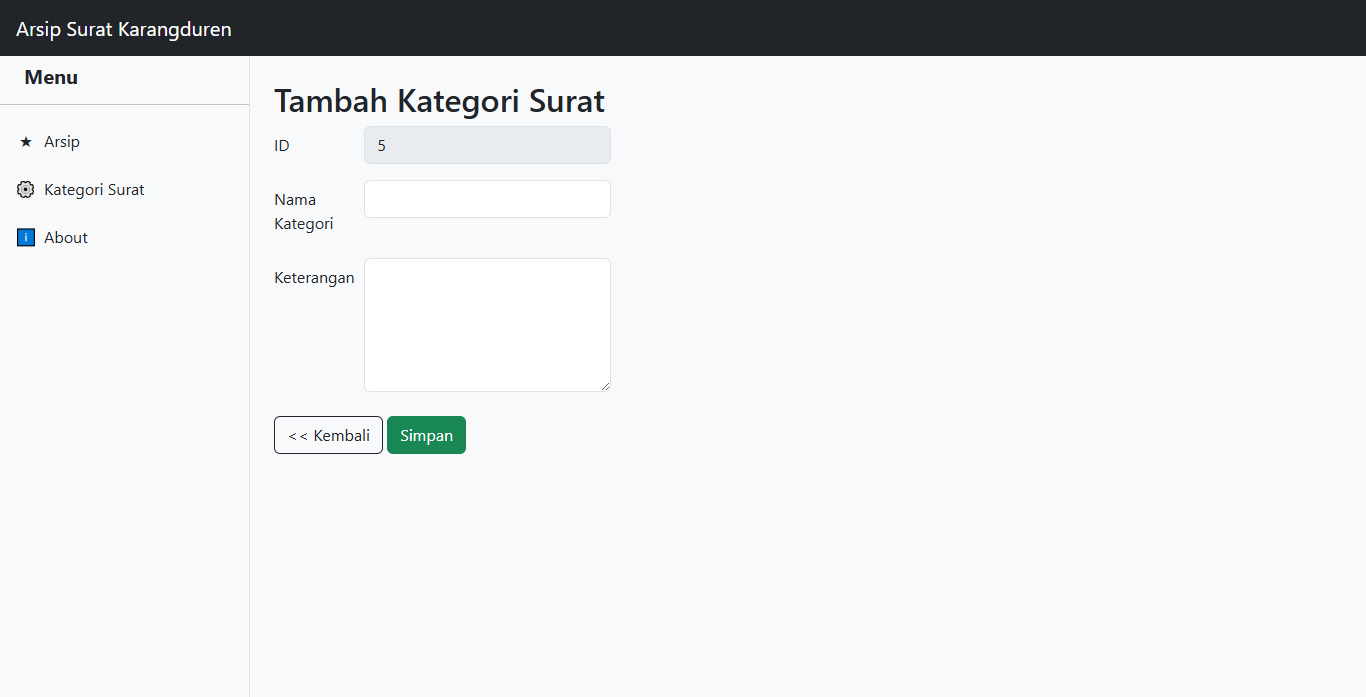 Arsip Surat Karangduren
Menu
★ Arsip
Kategori Surat
About
Tambah Kategori Surat
ID
5
Nama
Kategori
Keterangan
<< Kembali
Simpan